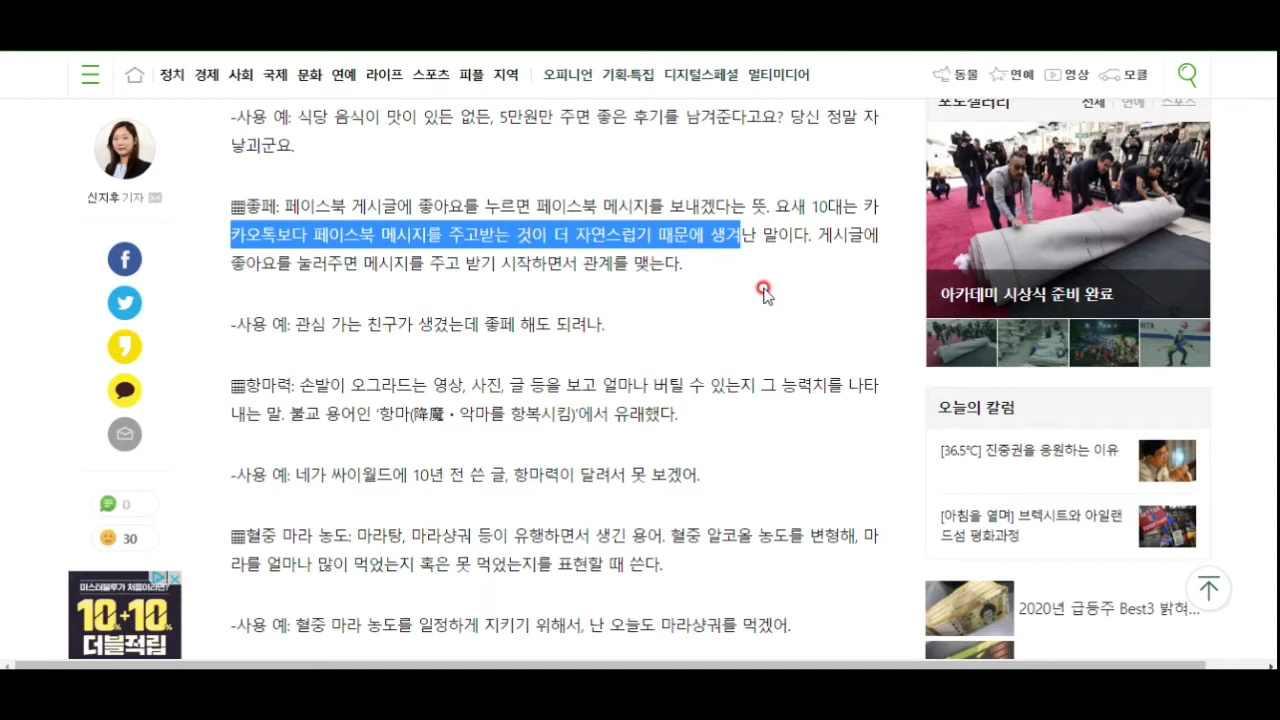 정치 경제 사회 국제 문화 연예 라이프 스포츠 피플 지역 오피니언 기획·특집 디지털스페셜 멀티미디어 동물 연예 영상 모클
-사용 예: 식당 음식이 맛이 있든 없든, 5만원만 주면 좋은 후기를 남겨준다고요? 당신 정말 자
낳괴군요.
신지후 기자
▦좋페: 페이스북 게시글에 좋아요를 누르면 페이스북 메시지를 보내겠다는 뜻. 요새 10대는 카
카오톡보다 페이스북 메시지를 주고받는 것이 더 자연스럽기 때문에 생겨난 말이다. 게시글에
좋아요를 눌러주면 메시지를 주고 받기 시작하면서 관계를 맺는다.
-사용 예: 관심 가는 친구가 생겼는데 좋페 해도 되려나.
▦항마력: 손발이 오그라드는 영상, 사진, 글 등을 보고 얼마나 버틸 수 있는지 그 능력치를 나타
내는 말. 불교 용어인 '항마(降魔·악마를 항복시킴)'에서 유래했다.
-사용 예: 네가 싸이월드에 10년 전 쓴 글, 항마력이 달려서 못 보겠어.
▦혈중 마라 농도: 마라탕, 마라샹궈 등이 유행하면서 생긴 용어. 혈중 알코올 농도를 변형해, 마
라를 얼마나 많이 먹었는지 혹은 못 먹었는지를 표현할 때 쓴다.
-사용 예: 혈중 마라 농도를 일정하게 지키기 위해서, 난 오늘도 마라샹궈를 먹겠어.
0
30
미스터블루가 처음이라면?
10%+10%
더블적립
포토갤러리 전체 연예 스포츠
아카데미 시상식 준비 완료
오늘의 칼럼
[36.5℃] 진중권을 응원하는 이유
[아침을 열며] 브렉시트와 아일랜
드섬 평화과정
2020년 급등주 Best3 밝혀...